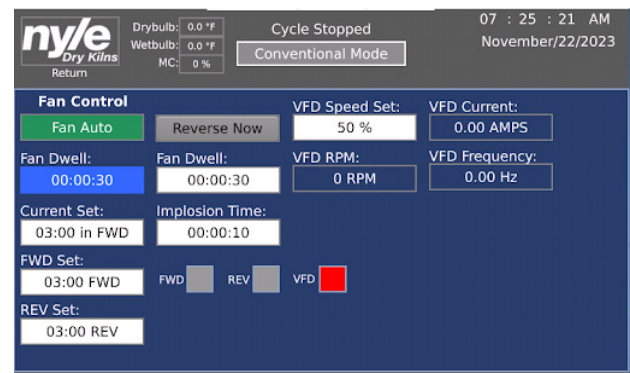 nyle
Dry Kilns
Return
Drybulb: 0.0 °F
Wetbulb: 0.0 °F
MC: 0 %
Cycle Stopped
Conventional Mode
07 : 25 : 21 AM
November/22/2023
Fan Control
Fan Auto
Reverse Now
VFD Speed Set:
50 %
VFD Current:
0.00 AMPS
Fan Dwell:
00:00:30
Fan Dwell:
00:00:30
VFD RPM:
0 RPM
VFD Frequency:
0.00 Hz
Current Set:
03:00 in FWD
Implosion Time:
00:00:10
FWD Set:
03:00 FWD
FWD
REV
VFD
REV Set:
03:00 REV